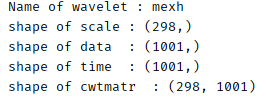 Name of wavelet : mexh
shape of scale : (298,)
shape of data : (1001,)
shape of time : (1001,)
shape of cwtmatr : (298, 1001)